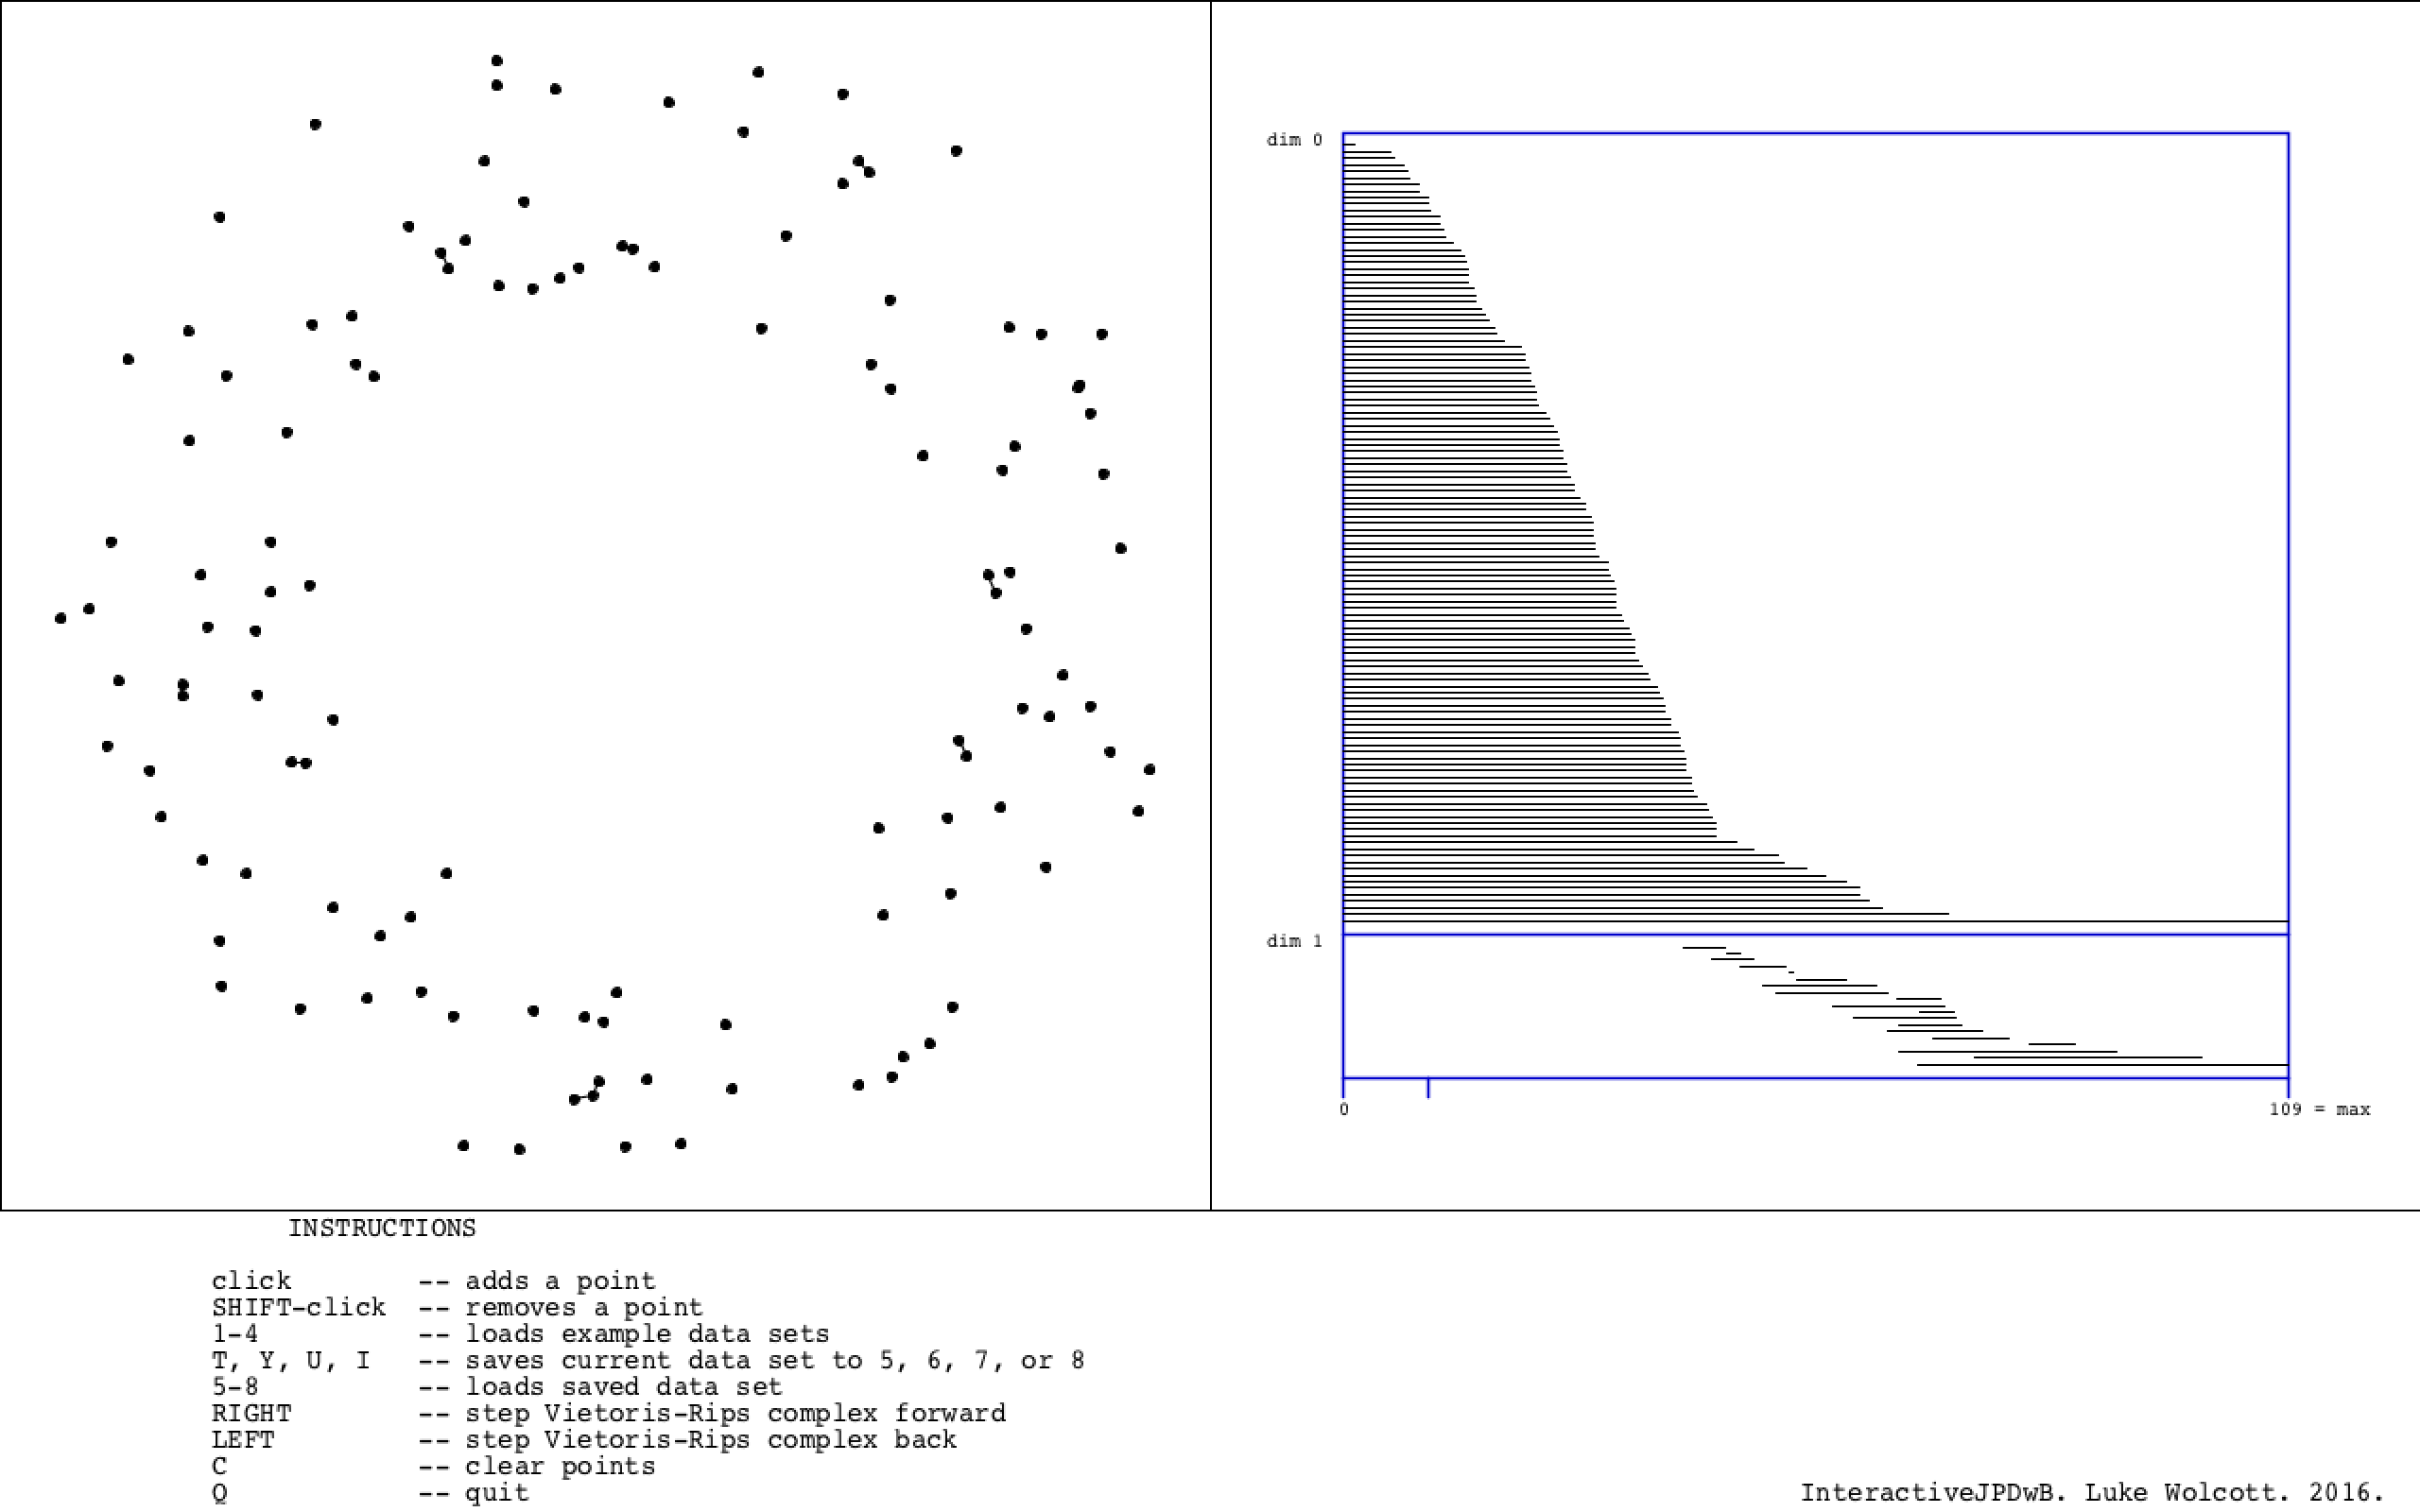 dim 0
dim 1
0
109 = max
INSTRUCTIONS
click -- adds a point
SHIFT-click -- removes a point
1-4 -- loads example data sets
T, Y, U, I -- saves current data set to 5, 6, 7, or 8
5-8 -- loads saved data set
RIGHT -- step Vietoris-Rips complex forward
LEFT -- step Vietoris-Rips complex back
C -- clear points
Q -- quit
InteractiveJPDwB. Luke Wolcott. 2016.